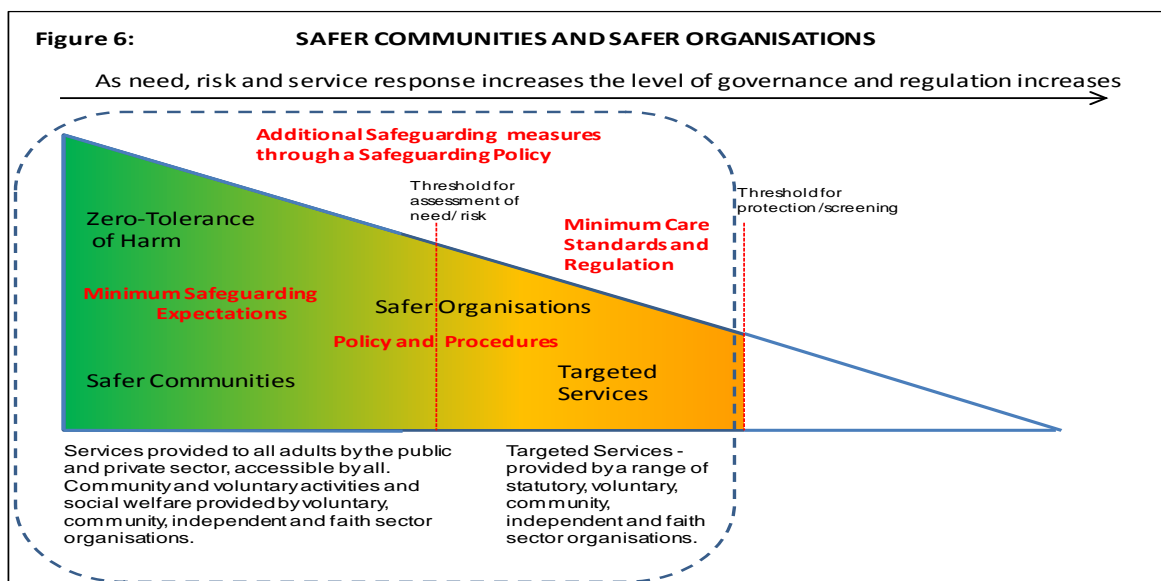 Figure 6: SAFER COMMUNITIES AND SAFER ORGANISATIONS
As need, risk and service response increases the level of governance and regulation increases
Additional Safeguarding measures
through a Safeguarding Policy
Threshold for
assessment of
need/ risk
Threshold for
protection/screening
Zero-Tolerance
of Harm
Minimum Care
Standards and
Regulation
Minimum Safeguarding
Expectations
Safer Organisations
Policy and Procedures
Safer Communities
Targeted
Services
Services provided to all adults by the public
and private sector, accessible by all.
Community and voluntary activities and
social welfare provided by voluntary,
community, independent and faith sector
organisations.
Targeted Services -
provided by a range of
statutory, voluntary,
community,
independent and faith
sector organisations.